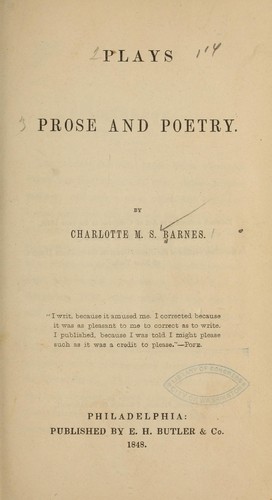 PLAYS
PROSE AND POETRY.
BY
CHARLOTTE M. S. BARNES.
"I writ, because it amused me. I corrected because
it was as pleasant to me to correct as to write.
I published, because I was told I might please
such as it was a credit to please."—POPE.
PHILADELPHIA:
PUBLISHED BY E. H. BUTLER & Co.
1848.